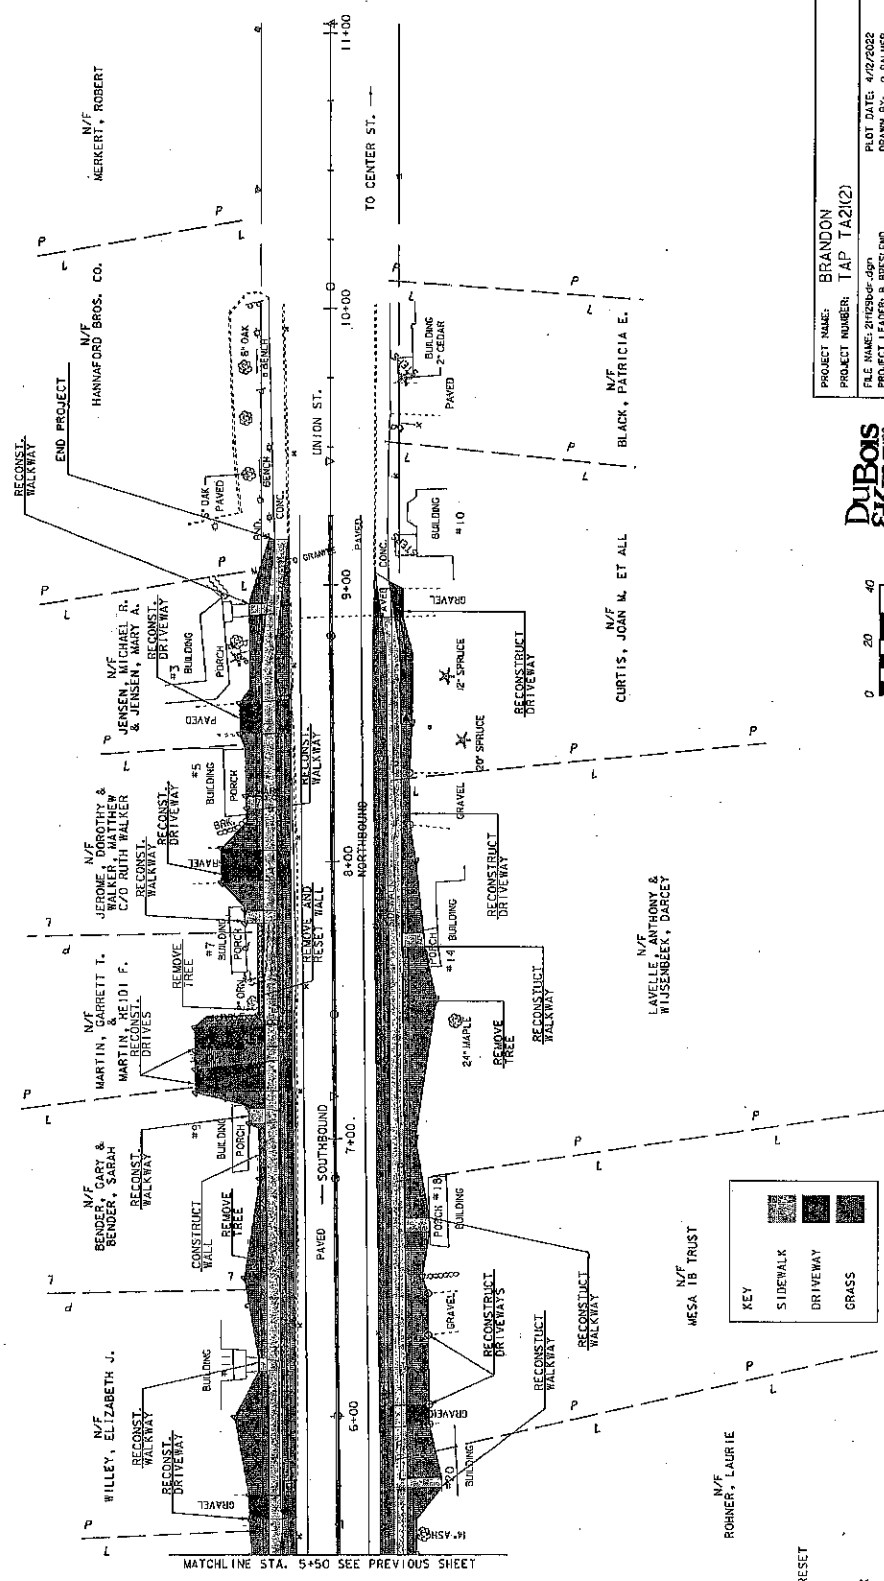 MATCHLINE STA. 5+50 SEE PREVIOUS SHEET
N/F
WILLEY, ELIZABETH J.
RECONST.
WALKWAY
RECONST.
DRIVEWAY
GRAVEL
BUILDING
N/F
BENDER, GARY &
BENDER, SARAH
RECONST.
WALKWAY
CONSTRUCT
WALL
REMOVE
TREE
#9
BUILDING
PORCH
N/F
MARTIN, GARRETT T.
&
MARTIN, HEIDI F.
RECONST.
DRIVES
REMOVE
TREE
#7
BUILDING
PORCH
N/F
JEROME, DOROTHY &
WALKER, MATTHEW
C/O RUTH WALKER
RECONST.
WALKWAY
RECONST.
DRIVEWAY
GRAVEL
#5
BUILDING
PORCH
N/F
JENSEN, MICHAEL R.
& JENSEN, MARY A.
RECONST.
DRIVEWAY
PAVED
#3
BUILDING
PORCH
RECONST.
WALKWAY
END PROJECT
N/F
HANNAFORD BROS. CO.
PAVED
8" OAK
BENCH
BENCH
CONC.
GRANITE
N/F
MERKERT, ROBERT
PAVED
SOUTHBOUND
REMOVE AND
RESET WALL
RECONST.
WALKWAY
NORTHBOUND
PAVED
UNION ST.
TO CENTER ST.
6+00
7+00
8+00
9+00
10+00
11+00
14" ASH
#20
BUILDING
GRAVEL
GRAVEL
RECONSTRUCT
DRIVEWAYS
RECONSTUCT
WALKWAY
PORCH #18
BUILDING
RECONSTUCT
WALKWAY
24" MAPLE
REMOVE
TREE
#14
PORCH
BUILDING
RECONSTUCT
WALKWAY
RECONSTRUCT
DRIVEWAY
GRAVEL
20" SPRUCE
12" SPRUCE
RECONSTRUCT
DRIVEWAY
GRAVEL
CONC.
BUILDING
#10
PAVED
BUILDING
2" CEDAR
N/F
ROHNER, LAURIE
N/F
MESA IB TRUST
N/F
LAVELLE, ANTHONY &
WIJSENBEEK, DARCEY
N/F
CURTIS, JOAN M. ET ALL
N/F
BLACK, PATRICIA E.
KEY
SIDEWALK
DRIVEWAY
GRASS
RESET
0 20 40
DuBois
PROJECT NAME: BRANDON
PROJECT NUMBER: TAP TA21(2)
PLOT DATE: 4/12/2022